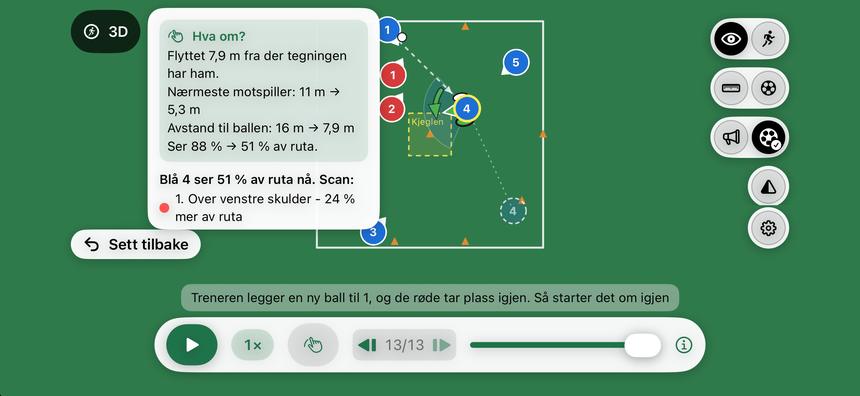 3D
Hva om?
Flyttet 7,9 m fra der tegningen
har ham.
Nærmeste motspiller: 11 m →
5,3 m
Avstand til ballen: 16 m → 7,9 m
Ser 88 % → 51 % av ruta.
Blå 4 ser 51 % av ruta nå. Scan:
1. Over venstre skulder - 24 %
mer av ruta
Sett tilbake
1
5
1
2
4
Kjeglen
4
3
Treneren legger en ny ball til 1, og de røde tar plass igjen. Så starter det om igjen
1×
13/13